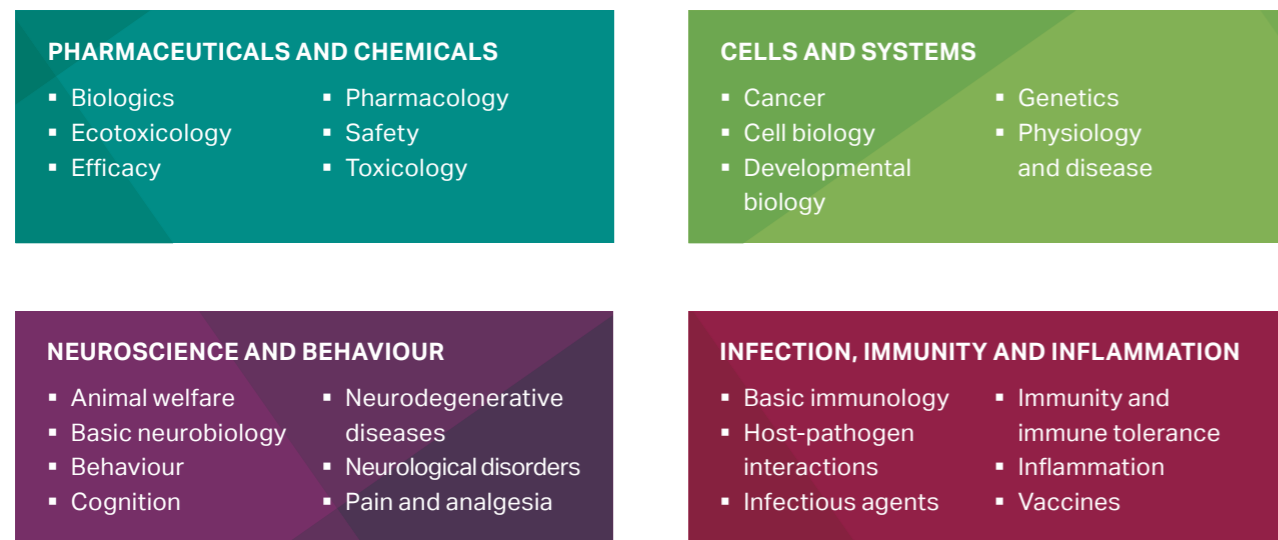 PHARMACEUTICALS AND CHEMICALS
▪ Biologics
▪ Ecotoxicology
▪ Efficacy
▪ Pharmacology
▪ Safety
▪ Toxicology
CELLS AND SYSTEMS
▪ Cancer
▪ Cell biology
▪ Developmental
biology
▪ Genetics
▪ Physiology
and disease
NEUROSCIENCE AND BEHAVIOUR
▪ Animal welfare
▪ Basic neurobiology
▪ Behaviour
▪ Cognition
▪ Neurodegenerative
diseases
▪ Neurological disorders
▪ Pain and analgesia
INFECTION, IMMUNITY AND INFLAMMATION
▪ Basic immunology
▪ Host-pathogen
interactions
▪ Infectious agents
▪ Immunity and
immune tolerance
▪ Inflammation
▪ Vaccines